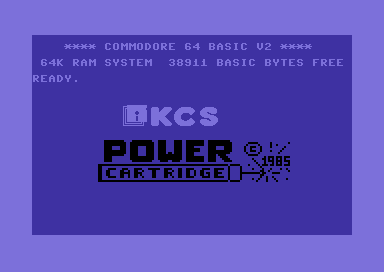 **** COMMODORE 64 BASIC V2 ****
64K RAM SYSTEM  38911 BASIC BYTES FREE
READY.
KCS
POWER ©
1985
CARTRIDGE